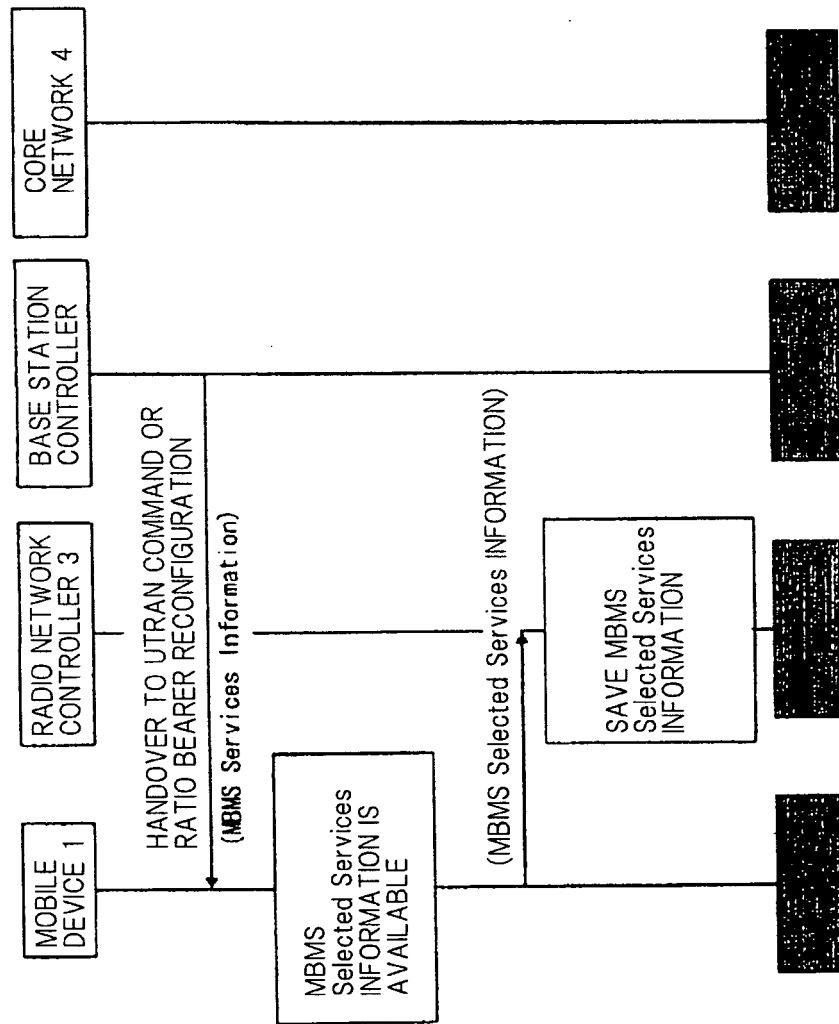 MOBILE
DEVICE 1
RADIO NETWORK
CONTROLLER 3
BASE STATION
CONTROLLER
CORE
NETWORK 4
HANDOVER TO UTRAN COMMAND OR
RATIO BEARER RECONFIGURATION
(MBMS Services Information)
MBMS
Selected Services
INFORMATION IS
AVAILABLE
(MBMS Selected Services INFORMATION)
SAVE MBMS
Selected Services
INFORMATION